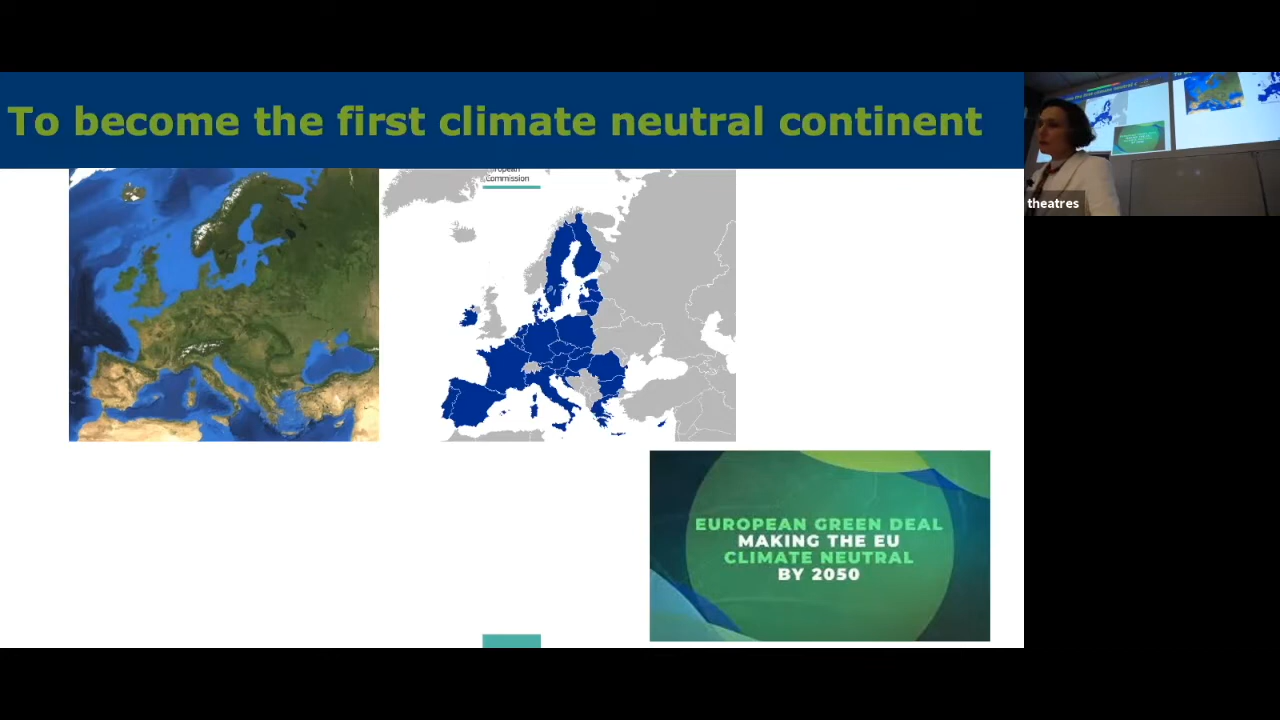 To become the first climate neutral continent
Commission
EUROPEAN GREEN DEAL
MAKING THE EU
CLIMATE NEUTRAL
BY 2050
theatres